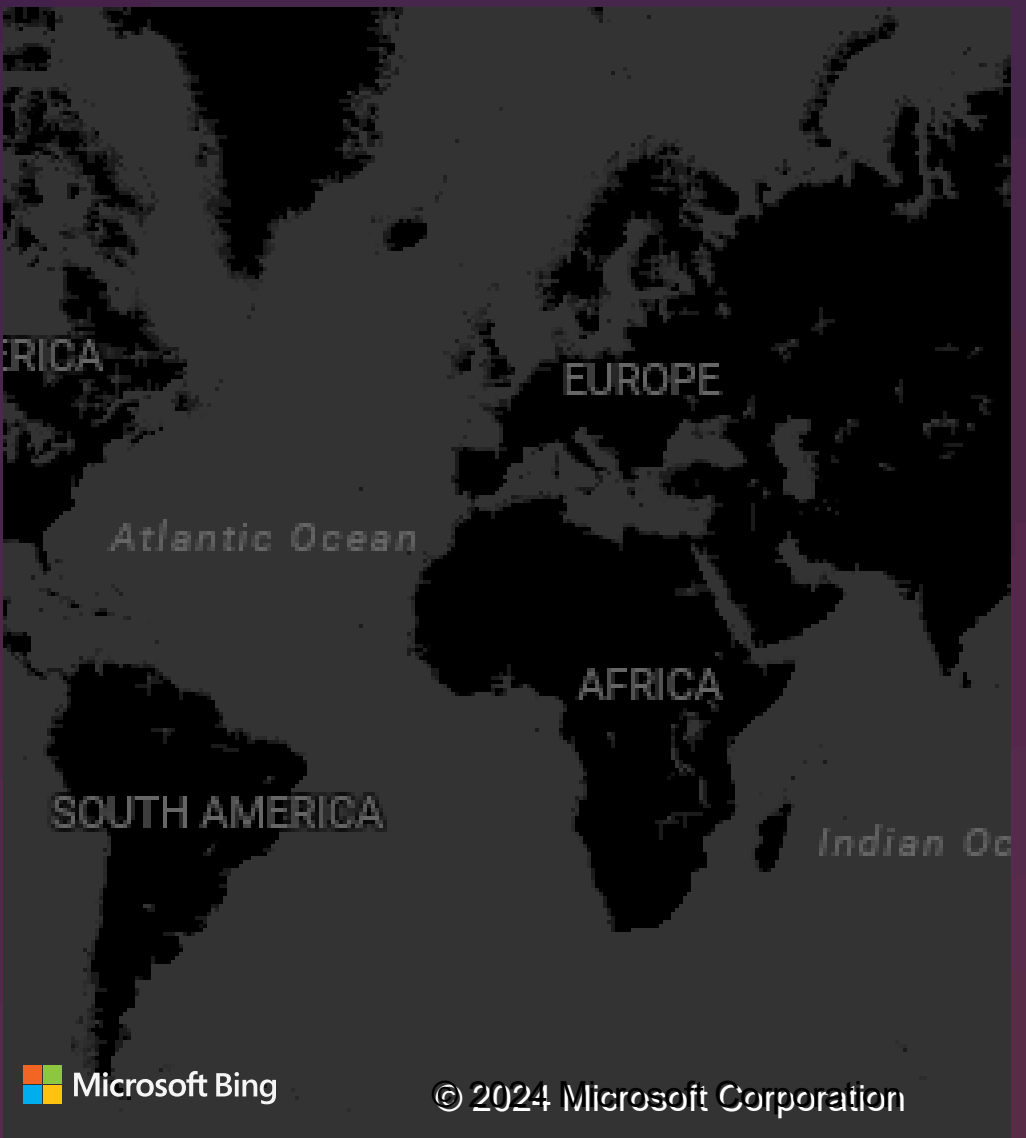 ERICA
EUROPE
Atlantic Ocean
AFRICA
SOUTH AMERICA
Indian Oc
Microsoft Bing
© 2024 Microsoft Corporation